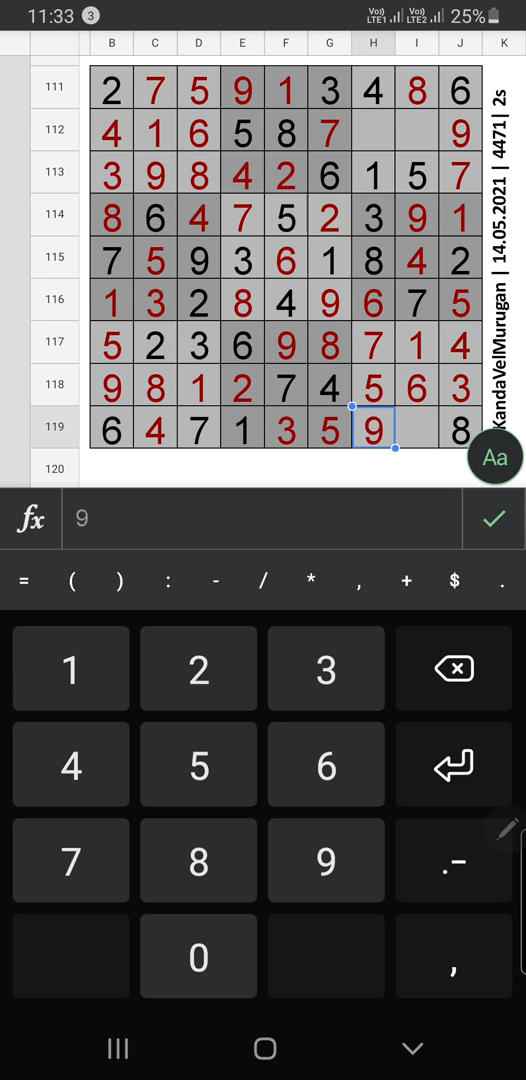 11:33 3 Vo)) LTE1 Vo)) LTE2 25%
B C D E F G H I J K
111 2 7 5 9 1 3 4 8 6
112 4 1 6 5 8 7 9
113 3 9 8 4 2 6 1 5 7
114 8 6 4 7 5 2 3 9 1
115 7 5 9 3 6 1 8 4 2
116 1 3 2 8 4 9 6 7 5
117 5 2 3 6 9 8 7 1 4
118 9 8 1 2 7 4 5 6 3
119 6 4 7 1 3 5 9 8
120
KandaVelMurugan | 14.05.2021 | 4471| 2s
Aa
fx 9
= ( ) : - / * , + $ .
1 2 3
4 5 6
7 8 9 .-
0 ,